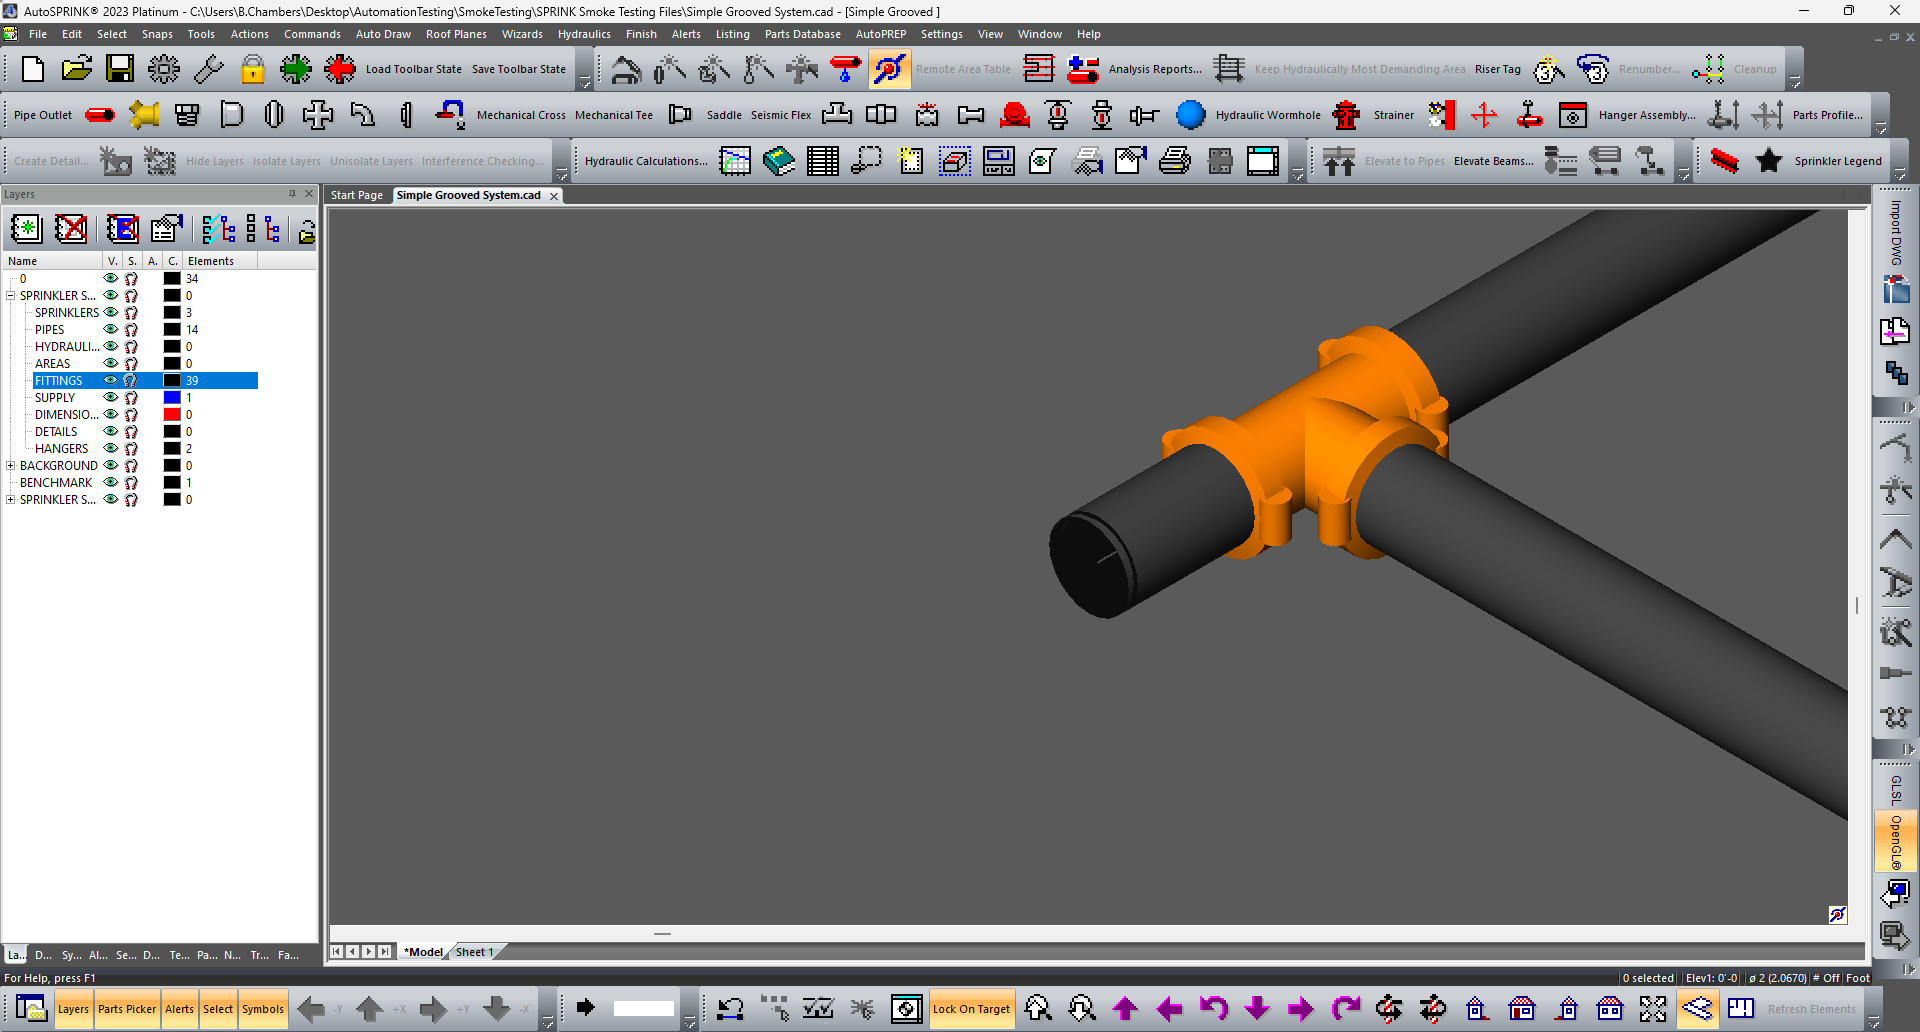 AutoSPRINK® 2023 Platinum - C:\Users\B.Chambers\Desktop\AutomationTesting\SmokeTesting\SPRINK Smoke Testing Files\Simple Grooved System.cad - [Simple Grooved ]
File Edit Select Snaps Tools Actions Commands Auto Draw Roof Planes Wizards Hydraulics Finish Alerts Listing Parts Database AutoPREP Settings View Window Help
Load Toolbar State Save Toolbar State Remote Area Table Analysis Reports... Keep Hydraulically Most Demanding Area Riser Tag Renumber... Cleanup
Pipe Outlet Mechanical Cross Mechanical Tee Saddle Seismic Flex Hydraulic Wormhole Strainer Hanger Assembly... Parts Profile...
Create Detail... Hide Layers Isolate Layers Unisolate Layers Interference Checking... Hydraulic Calculations... Elevate to Pipes Elevate Beams... Sprinkler Legend
Layers
Start Page Simple Grooved System.cad
Name V. S. A. C. Elements
0 34
SPRINKLER S... 0
SPRINKLERS 3
PIPES 14
HYDRAULI... 0
AREAS 0
FITTINGS 39
SUPPLY 1
DIMENSIO... 0
DETAILS 0
HANGERS 2
BACKGROUND 0
BENCHMARK 1
SPRINKLER S... 0
Import DWG
GLSL
OpenGL®
*Model Sheet 1
La... D... Sy... Al... Se... D... Te... Pa... N... Tr... Fa...
For Help, press F1
0 selected Elev1: 0'-0 ø 2 (2.0670) # Off Foot
Layers Parts Picker Alerts Select Symbols -Y +X +Y -X Lock On Target Refresh Elements